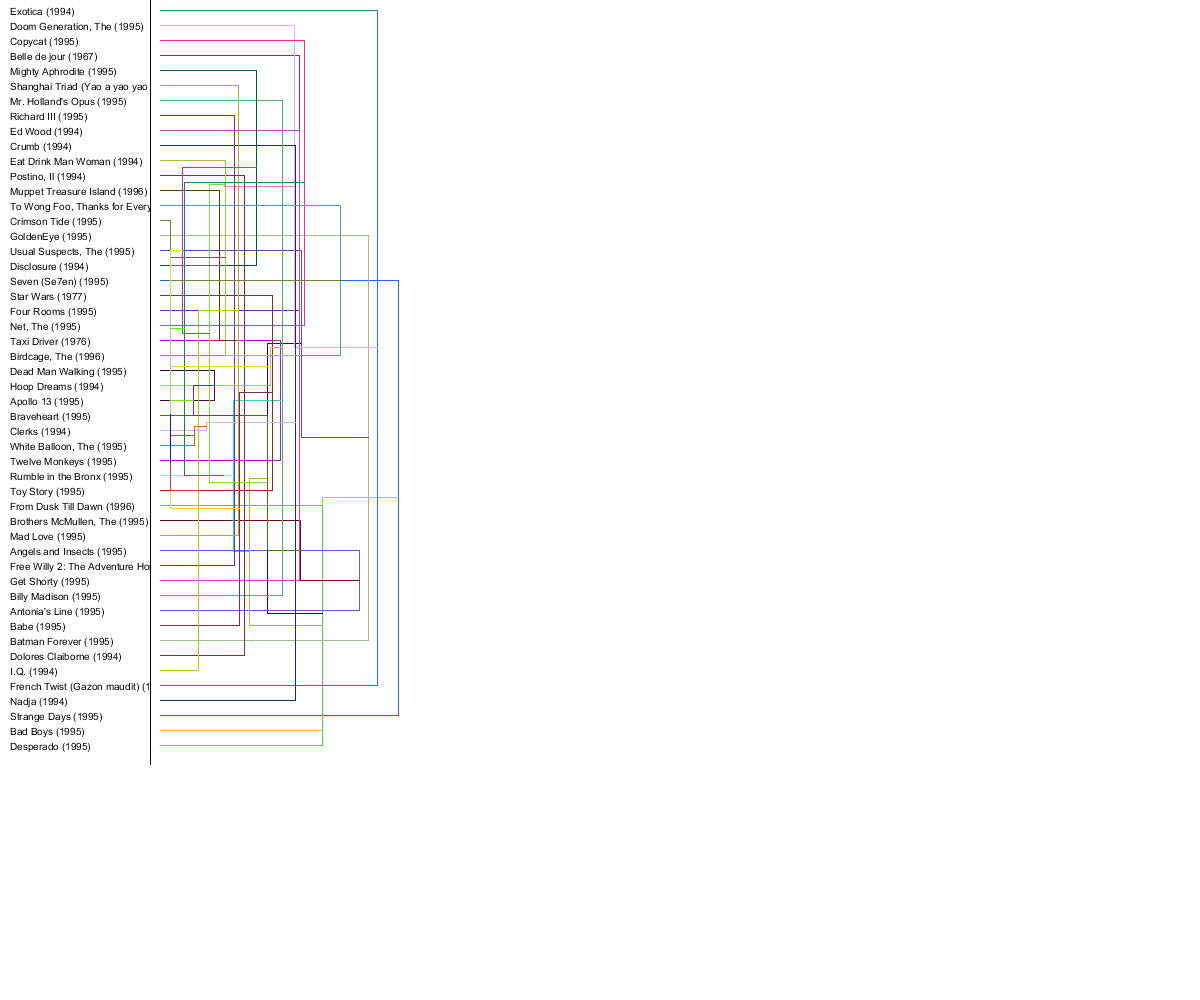 Exotica (1994)
Doom Generation, The (1995)
Copycat (1995)
Belle de jour (1967)
Mighty Aphrodite (1995)
Shanghai Triad (Yao a yao yao
Mr. Holland's Opus (1995)
Richard III (1995)
Ed Wood (1994)
Crumb (1994)
Eat Drink Man Woman (1994)
Postino, Il (1994)
Muppet Treasure Island (1996)
To Wong Foo, Thanks for Every
Crimson Tide (1995)
GoldenEye (1995)
Usual Suspects, The (1995)
Disclosure (1994)
Seven (Se7en) (1995)
Star Wars (1977)
Four Rooms (1995)
Net, The (1995)
Taxi Driver (1976)
Birdcage, The (1996)
Dead Man Walking (1995)
Hoop Dreams (1994)
Apollo 13 (1995)
Braveheart (1995)
Clerks (1994)
White Balloon, The (1995)
Twelve Monkeys (1995)
Rumble in the Bronx (1995)
Toy Story (1995)
From Dusk Till Dawn (1996)
Brothers McMullen, The (1995)
Mad Love (1995)
Angels and Insects (1995)
Free Willy 2: The Adventure Ho
Get Shorty (1995)
Billy Madison (1995)
Antonia's Line (1995)
Babe (1995)
Batman Forever (1995)
Dolores Claiborne (1994)
I.Q. (1994)
French Twist (Gazon maudit) (1
Nadja (1994)
Strange Days (1995)
Bad Boys (1995)
Desperado (1995)